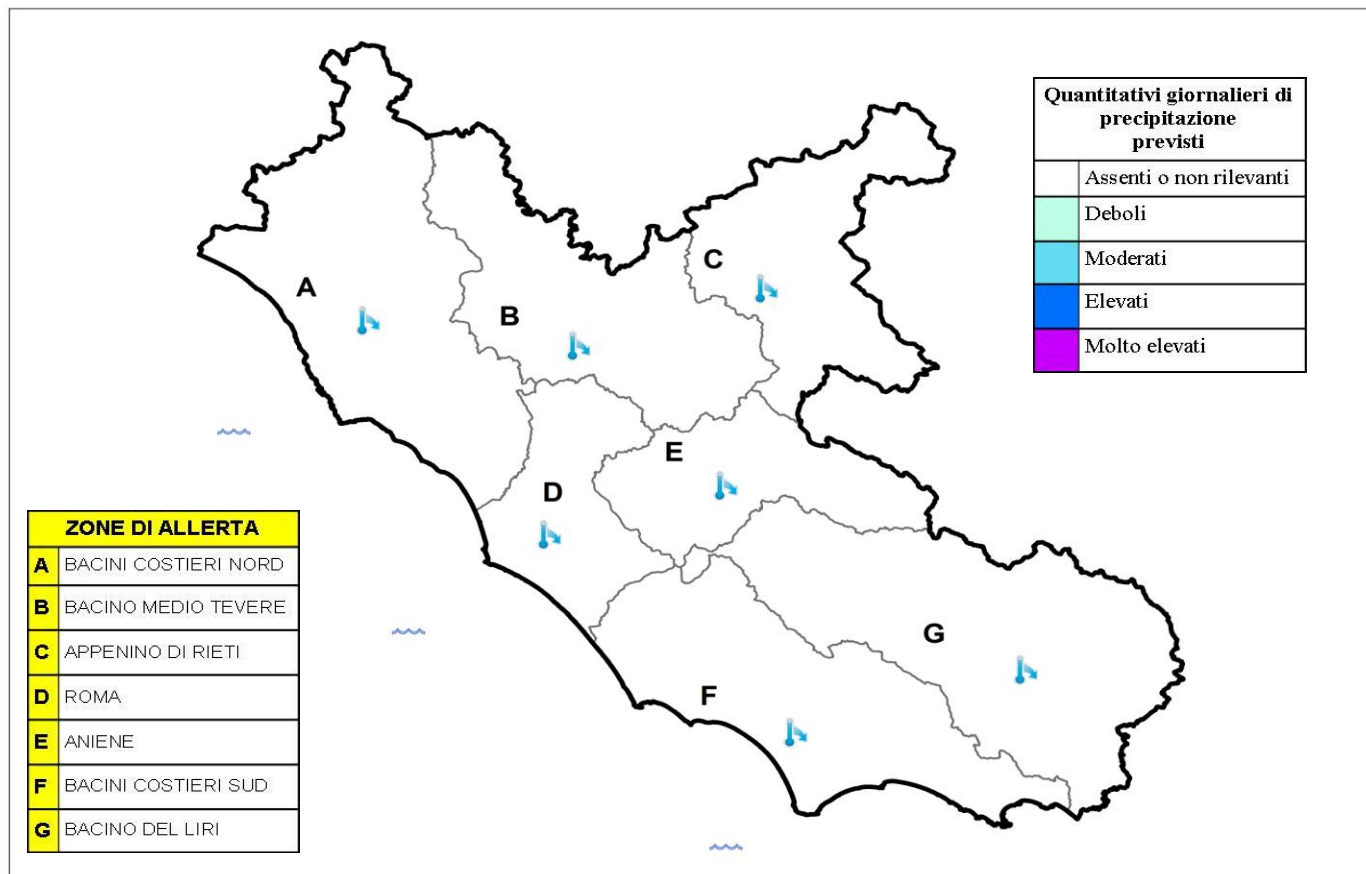 Quantitativi giornalieri di
precipitazione
previsti
Assenti o non rilevanti
Deboli
Moderati
Elevati
Molto elevati
A
B
C
D
E
F
G
ZONE DI ALLERTA
A BACINI COSTIERI NORD
B BACINO MEDIO TEVERE
C APPENINO DI RIETI
D ROMA
E ANIENE
F BACINI COSTIERI SUD
G BACINO DEL LIRI